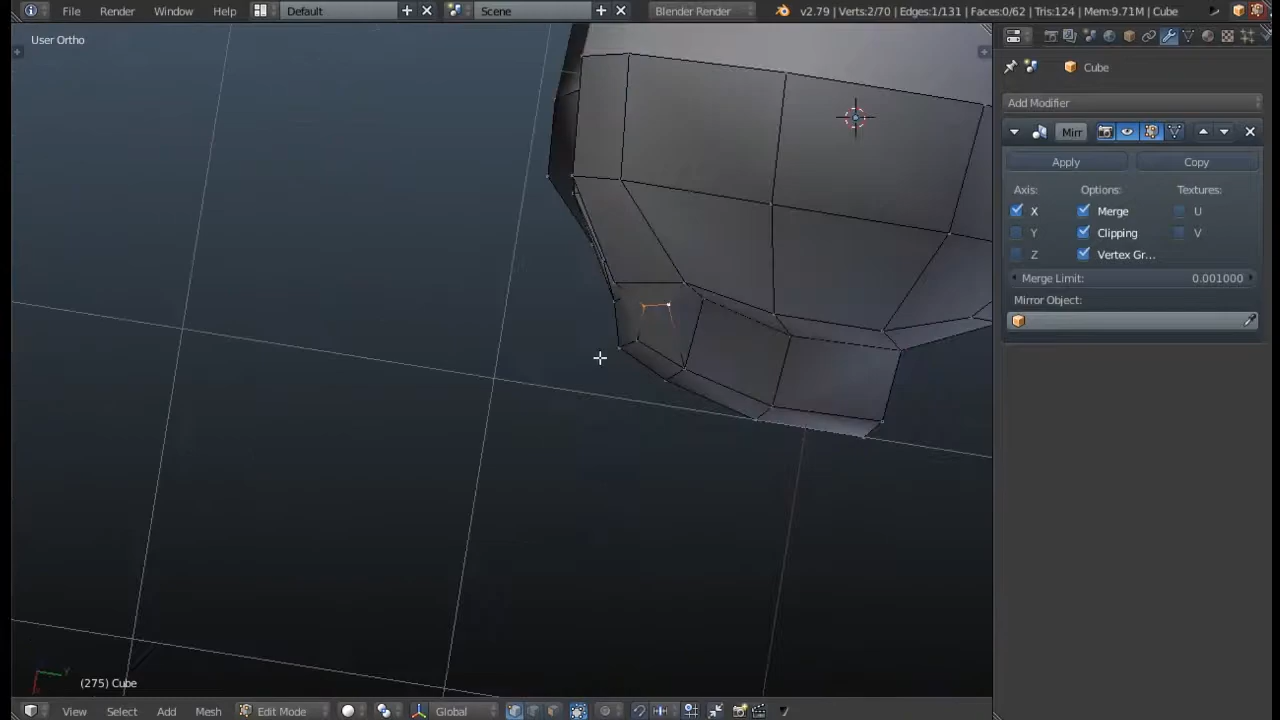 File Render Window Help Default Scene Blender Render v2.79 | Verts:2/70 | Edges:1/131 | Faces:0/62 | Tris:124 | Mem:9.71M | Cube
User Ortho
Cube
Add Modifier
Mirr
Apply Copy
Axis: Options: Textures:
X Merge U
Y Clipping V
Z Vertex Gr...
Merge Limit: 0.001000
Mirror Object:
(275) Cube
View Select Add Mesh Edit Mode Global